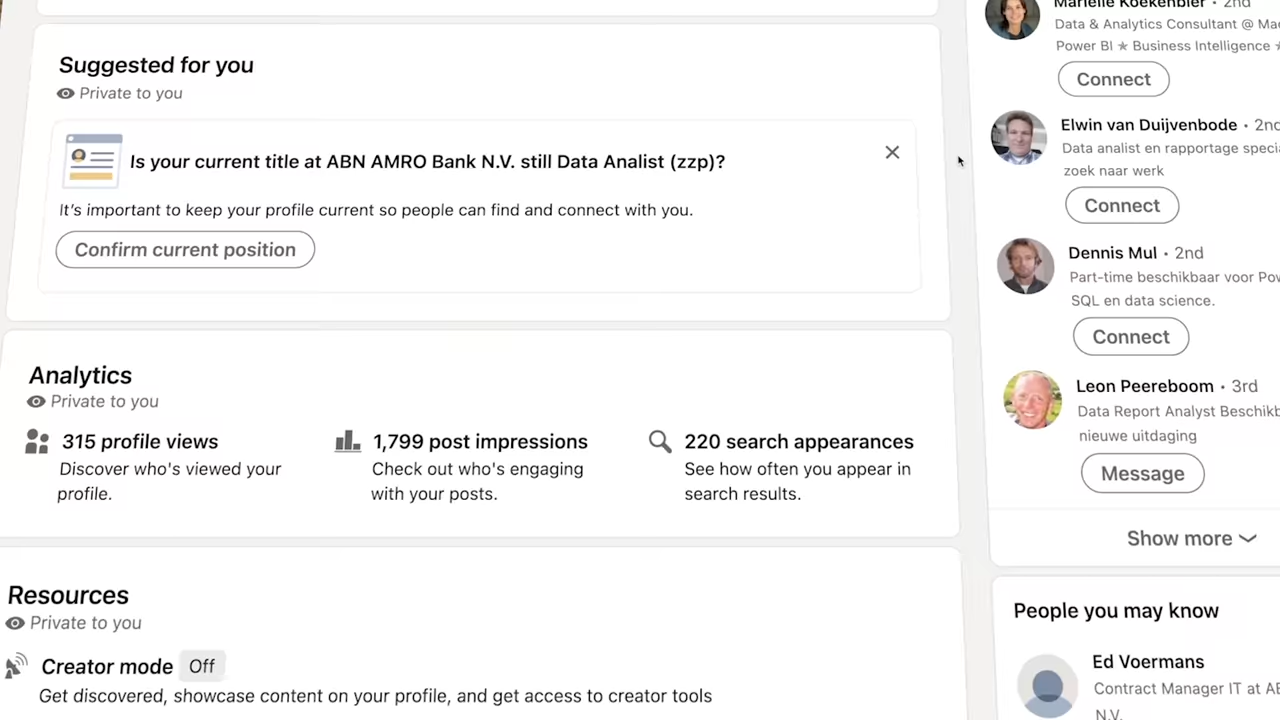 Suggested for you
Private to you
Is your current title at ABN AMRO Bank N.V. still Data Analist (zzp)?
It's important to keep your profile current so people can find and connect with you.
Confirm current position
Analytics
Private to you
315 profile views
Discover who's viewed your
profile.
1,799 post impressions
Check out who's engaging
with your posts.
220 search appearances
See how often you appear in
search results.
Resources
Private to you
Creator mode Off
Get discovered, showcase content on your profile, and get access to creator tools
Marielle Koekenbier • 2nd
Data & Analytics Consultant @
Power BI ★ Business Intelligence ★
Connect
Elwin van Duijvenbode • 2nd
Data analist en rapportage
zoek naar werk
Connect
Dennis Mul • 2nd
Part-time beschikbaar voor
SQL en data science.
Connect
Leon Peereboom • 3rd
Data Report Analyst
nieuwe uitdaging
Message
Show more
People you may know
Ed Voermans
Contract Manager IT at
N.V.